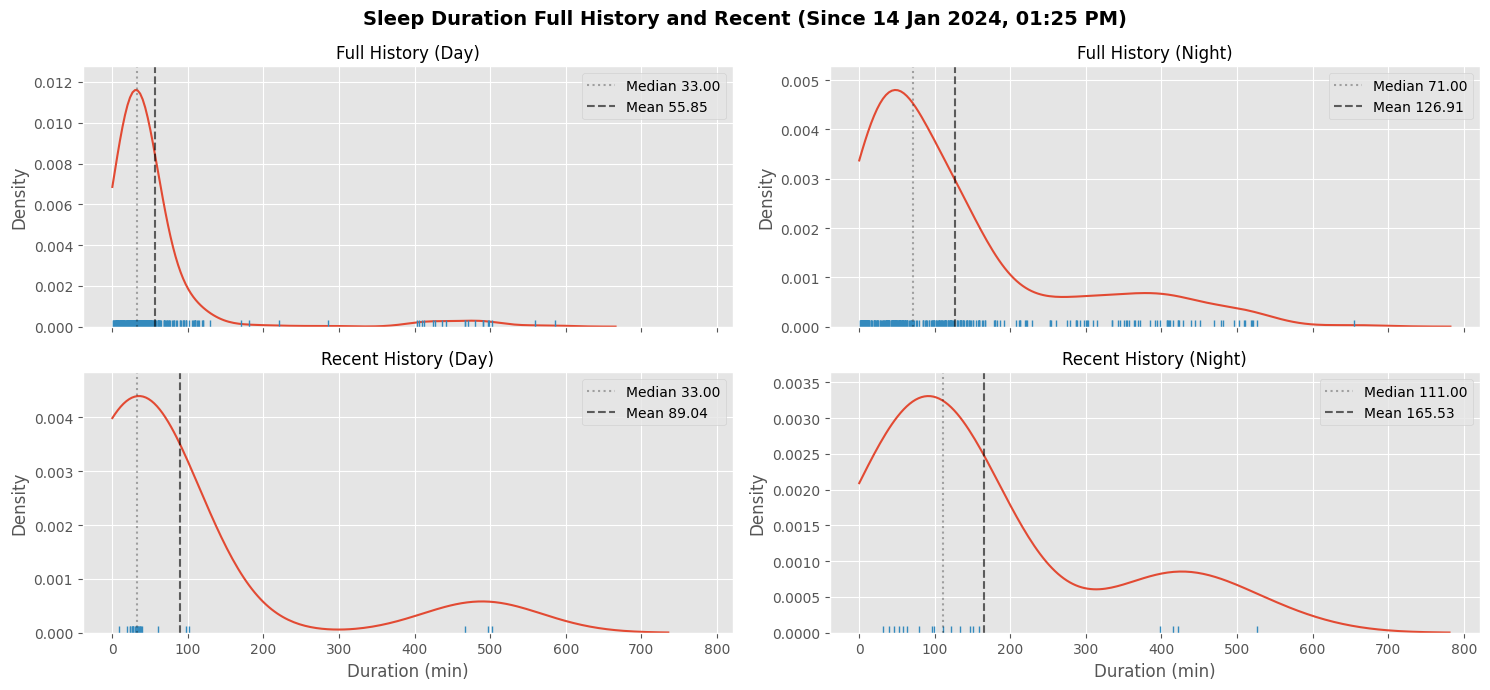 Sleep Duration Full History and Recent (Since 14 Jan 2024, 01:25 PM)
Full History (Day)
Median 33.00
Mean 55.85
Density
0.012
0.010
0.008
0.006
0.004
0.002
0.000
Full History (Night)
Median 71.00
Mean 126.91
Density
0.005
0.004
0.003
0.002
0.001
0.000
Recent History (Day)
Median 33.00
Mean 89.04
Density
0.004
0.003
0.002
0.001
0.000
0 100 200 300 400 500 600 700 800
Duration (min)
Recent History (Night)
Median 111.00
Mean 165.53
Density
0.0035
0.0030
0.0025
0.0020
0.0015
0.0010
0.0005
0.0000
0 100 200 300 400 500 600 700 800
Duration (min)